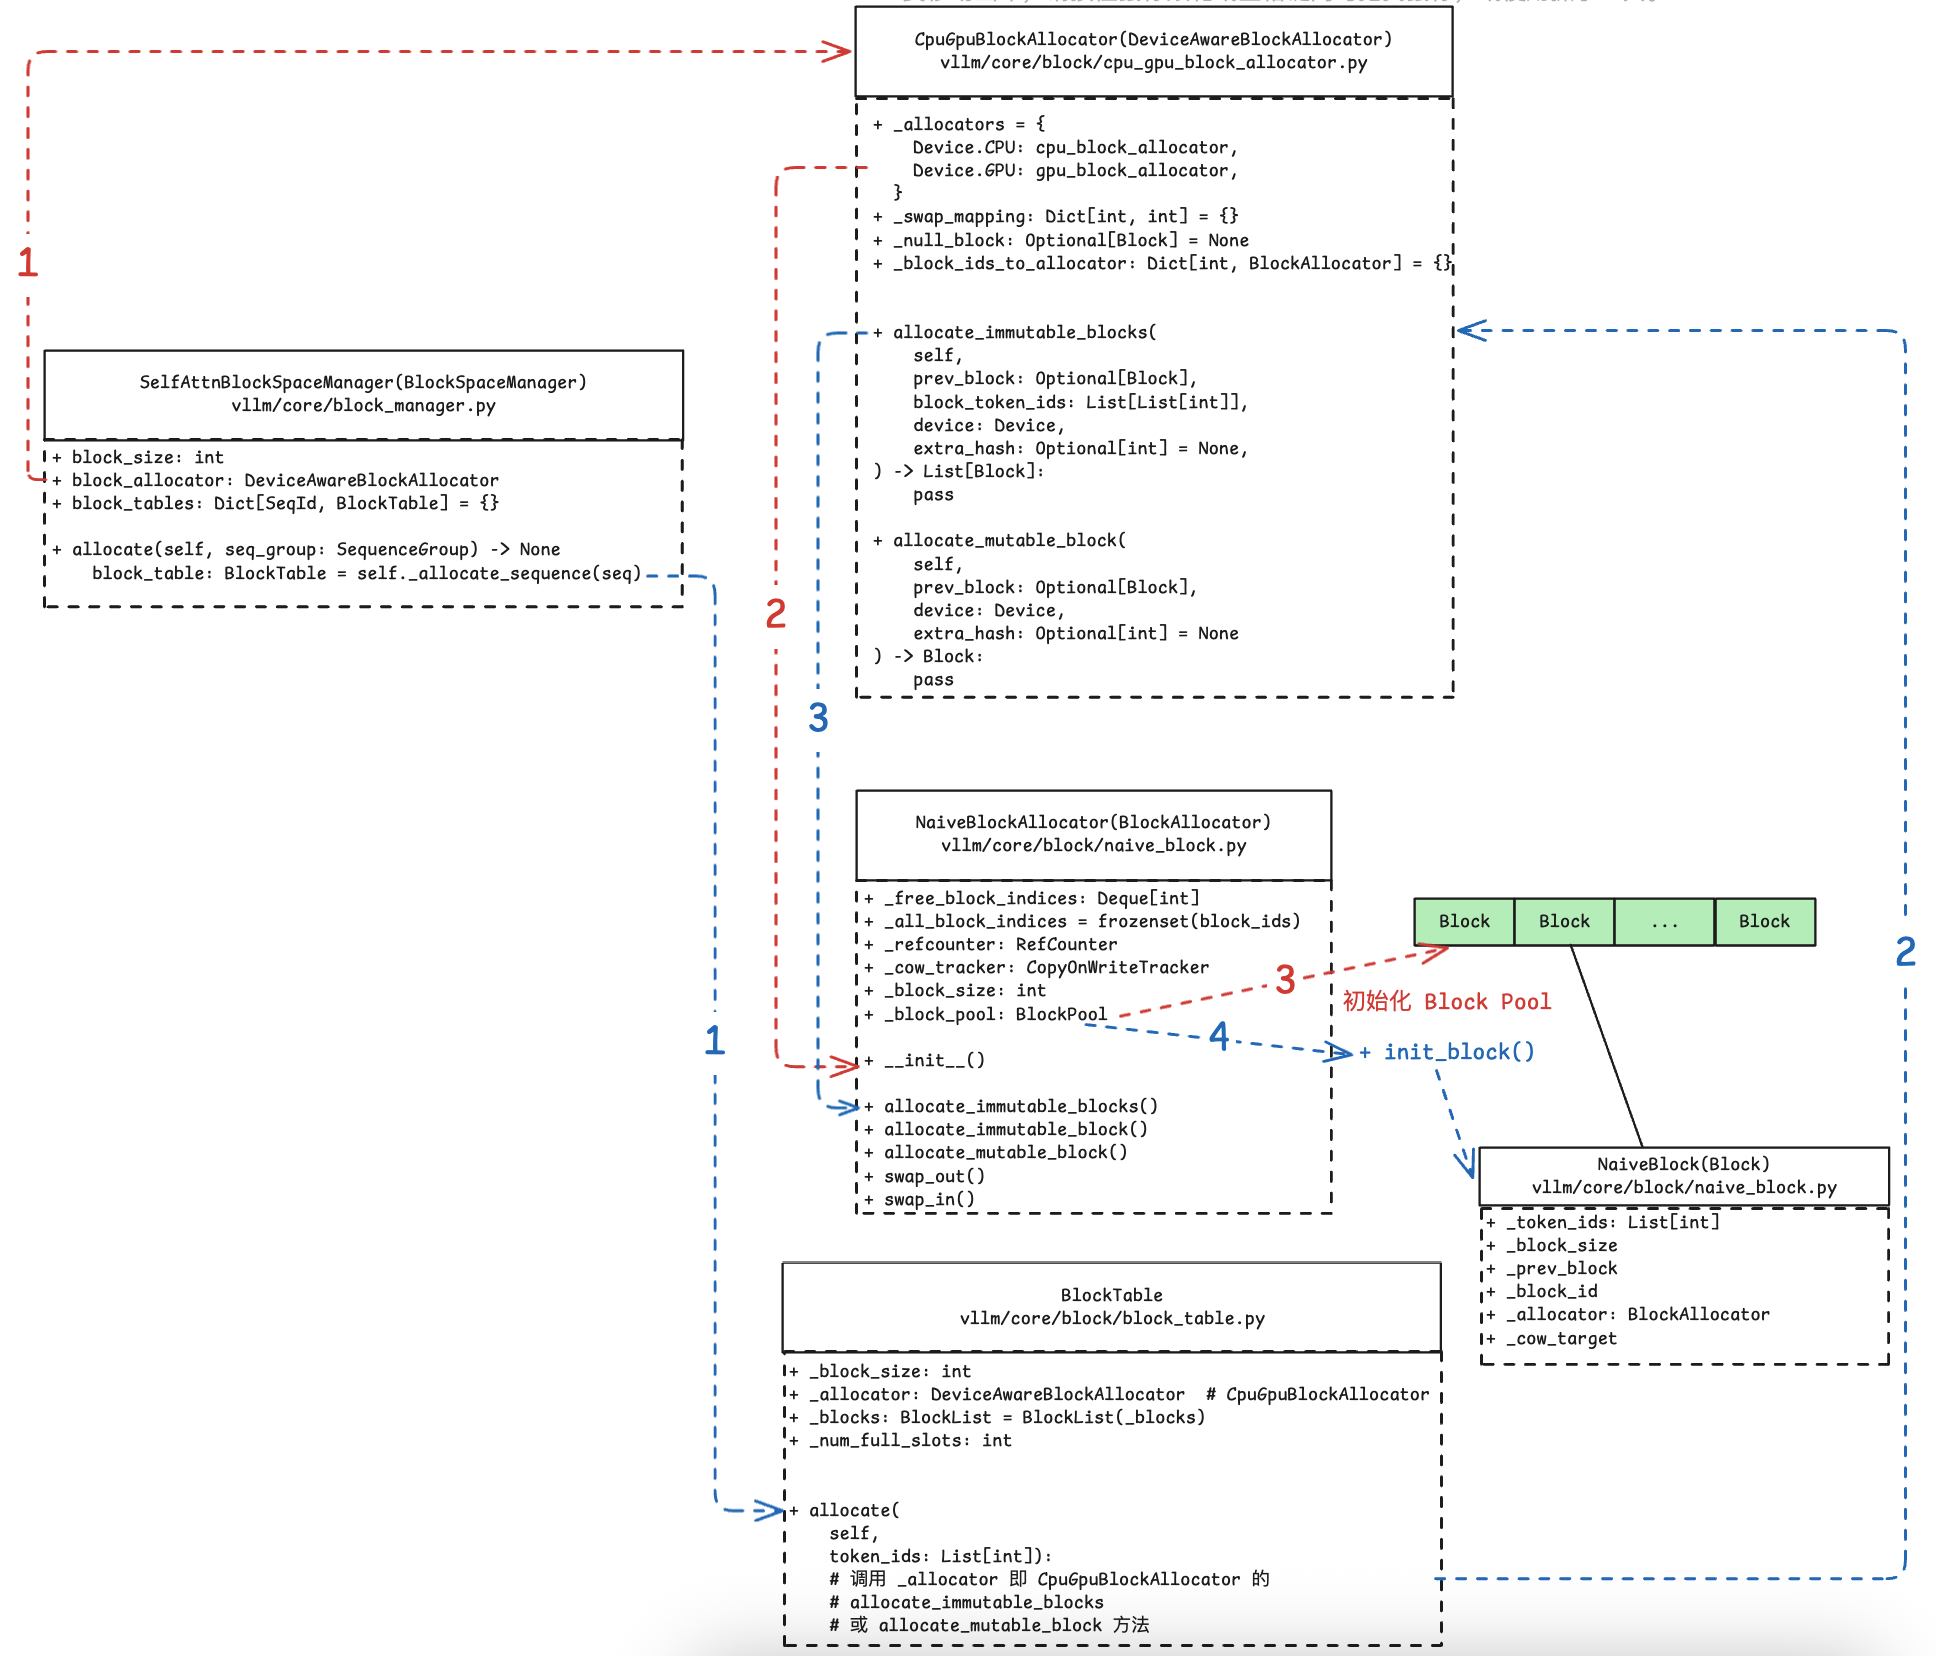 CpuGpuBlockAllocator(DeviceAwareBlockAllocator)
vllm/core/block/cpu_gpu_block_allocator.py
+ _allocators = {
Device.CPU: cpu_block_allocator,
Device.GPU: gpu_block_allocator,
}
+ _swap_mapping: Dict[int, int] = {}
+ _null_block: Optional[Block] = None
+ _block_ids_to_allocator: Dict[int, BlockAllocator] = {}
+ allocate_immutable_blocks(
self,
prev_block: Optional[Block],
block_token_ids: List[List[int]],
device: Device,
extra_hash: Optional[int] = None,
) -> List[Block]:
pass
+ allocate_mutable_block(
self,
prev_block: Optional[Block],
device: Device,
extra_hash: Optional[int] = None
) -> Block:
pass
1
SelfAttnBlockSpaceManager(BlockSpaceManager)
vllm/core/block_manager.py
+ block_size: int
+ block_allocator: DeviceAwareBlockAllocator
+ block_tables: Dict[SeqId, BlockTable] = {}
+ allocate(self, seq_group: SequenceGroup) -> None
block_table: BlockTable = self._allocate_sequence(seq)
2
3
NaiveBlockAllocator(BlockAllocator)
vllm/core/block/naive_block.py
+ _free_block_indices: Deque[int]
+ _all_block_indices = frozenset(block_ids)
+ _refcounter: RefCounter
+ _cow_tracker: CopyOnWriteTracker
+ _block_size: int
+ _block_pool: BlockPool
+ __init__()
+ allocate_immutable_blocks()
+ allocate_immutable_block()
+ allocate_mutable_block()
+ swap_out()
+ swap_in()
Block Block ... Block
2
3
初始化 Block Pool
4
+ init_block()
1
NaiveBlock(Block)
vllm/core/block/naive_block.py
+ _token_ids: List[int]
+ _block_size
+ _prev_block
+ _block_id
+ _allocator: BlockAllocator
+ _cow_target
BlockTable
vllm/core/block/block_table.py
+ _block_size: int
+ _allocator: DeviceAwareBlockAllocator # CpuGpuBlockAllocator
+ _blocks: BlockList = BlockList(_blocks)
+ _num_full_slots: int
+ allocate(
self,
token_ids: List[int]):
# 调用 _allocator 即 CpuGpuBlockAllocator 的
# allocate_immutable_blocks
# 或 allocate_mutable_block 方法